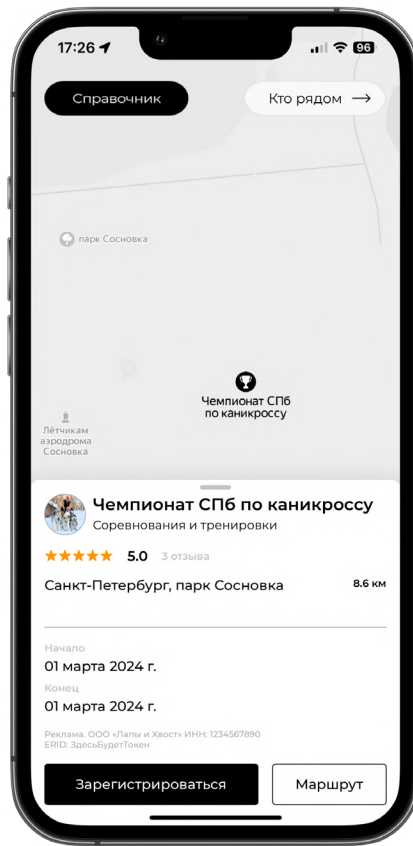 17:26
96
Справочник
Кто рядом
парк Сосновка
Чемпионат СПб
по каникроссу
Лётчикам
аэродрома
Сосновка
Чемпионат СПб по каникроссу
Соревнования и тренировки
5.0 3 отзыва
Санкт-Петербург, парк Сосновка 8.6 км
Начало
01 марта 2024 г.
Конец
01 марта 2024 г.
Реклама. ООО «Лапы и Хвост» ИНН: 1234567890
ERID: ЗдесьБудетТокен
Зарегистрироваться
Маршрут